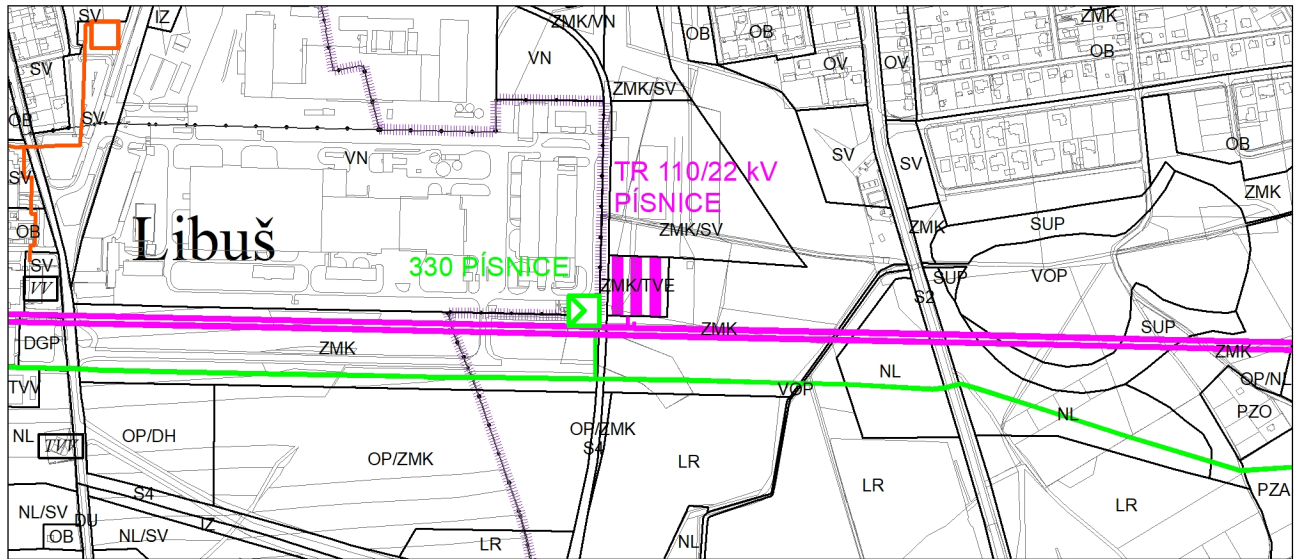 SV
IZ
ZMK/VN
OB
OB
ZMK
OB
SV
VN
OV
OV
ZMK/SV
OB
SV
VN
OB
SV
TR 110/22 kV
PÍSNICE
SV
SV
ZMK
OB
Libuš
ZMK/SV
ZMK
SUP
SV
330 PÍSNICE
SUP
VOP
VV
ZMK/TVE
S2
SUP
DGP
ZMK
ZMK
ZMK
TVV
VOP
NL
OP/NL
PZO
NL
NL
OP/DH
TVK
OP/ZMK
OP/ZMK
S4
LR
LR
PZA
S4
NL/SV
DU
IZ
LR
OB
NL/SV
LR
NL